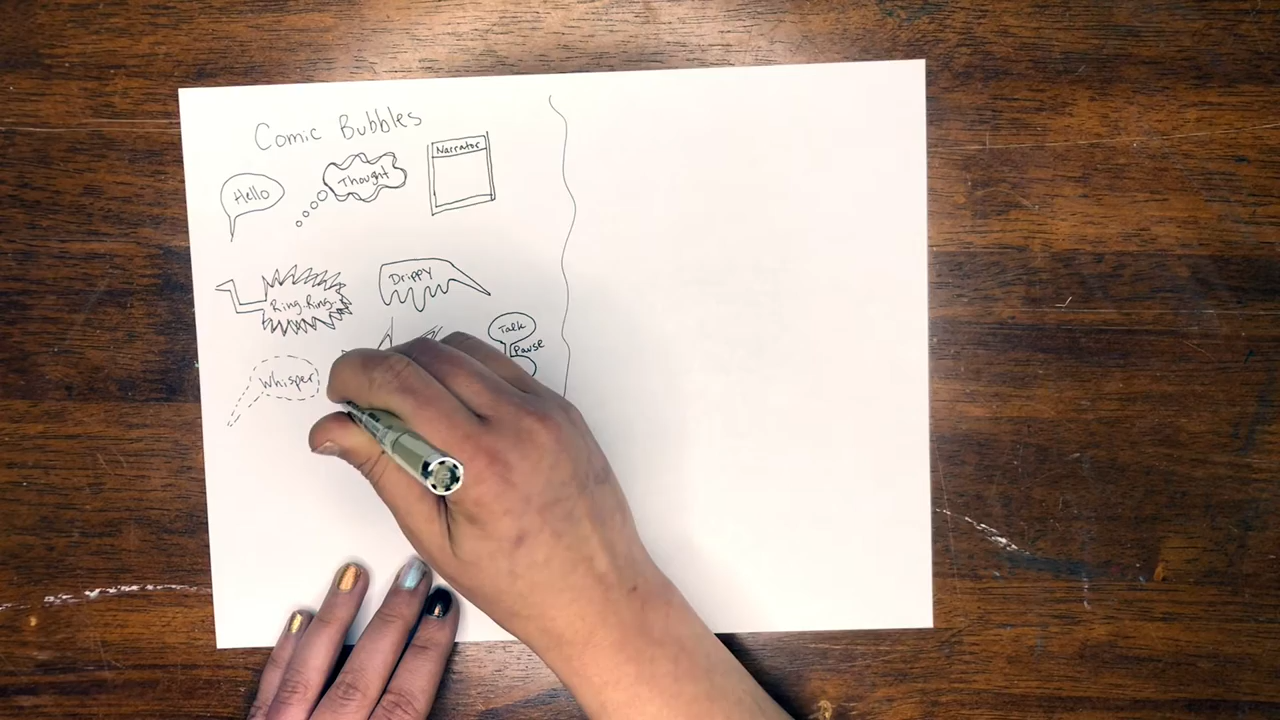 Comic Bubbles
Hello
Thought
Narrator
Ring-Ring-
Drippy
Talk
Pause
Whisper